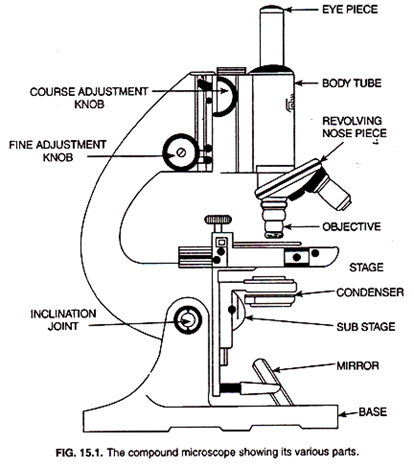 EYE PIECE
COURSE ADJUSTMENT
KNOB
BODY TUBE
REVOLVING
NOSE PIECE
FINE ADJUSTMENT
KNOB
OBJECTIVE
STAGE
CONDENSER
INCLINATION
JOINT
SUB STAGE
MIRROR
BASE
FIG. 15.1. The compound microscope showing its various parts.